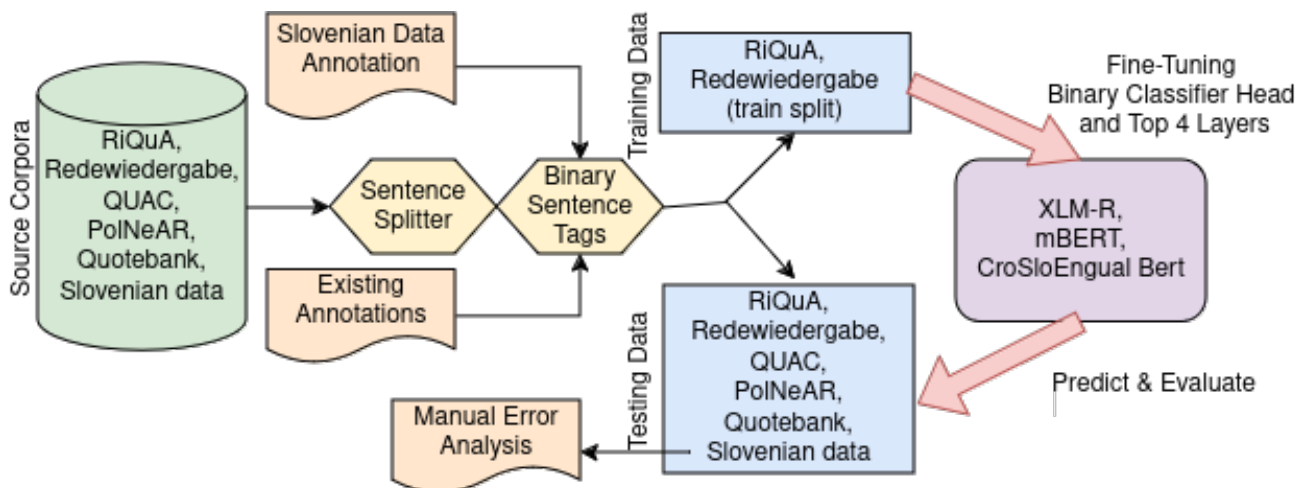 Source Corpora
RiQuA,
Redewiedergabe,
QUAC,
PolNeAR,
Quotebank,
Slovenian data
Slovenian Data
Annotation
Sentence
Splitter
Existing
Annotations
Binary
Sentence
Tags
Training Data
RiQuA,
Redewiedergabe
(train split)
Fine-Tuning
Binary Classifier Head
and Top 4 Layers
XLM-R,
mBERT,
CroSloEngual Bert
Predict & Evaluate
Testing Data
RiQuA,
Redewiedergabe,
QUAC,
PolNeAR,
Quotebank,
Slovenian data
Manual Error
Analysis